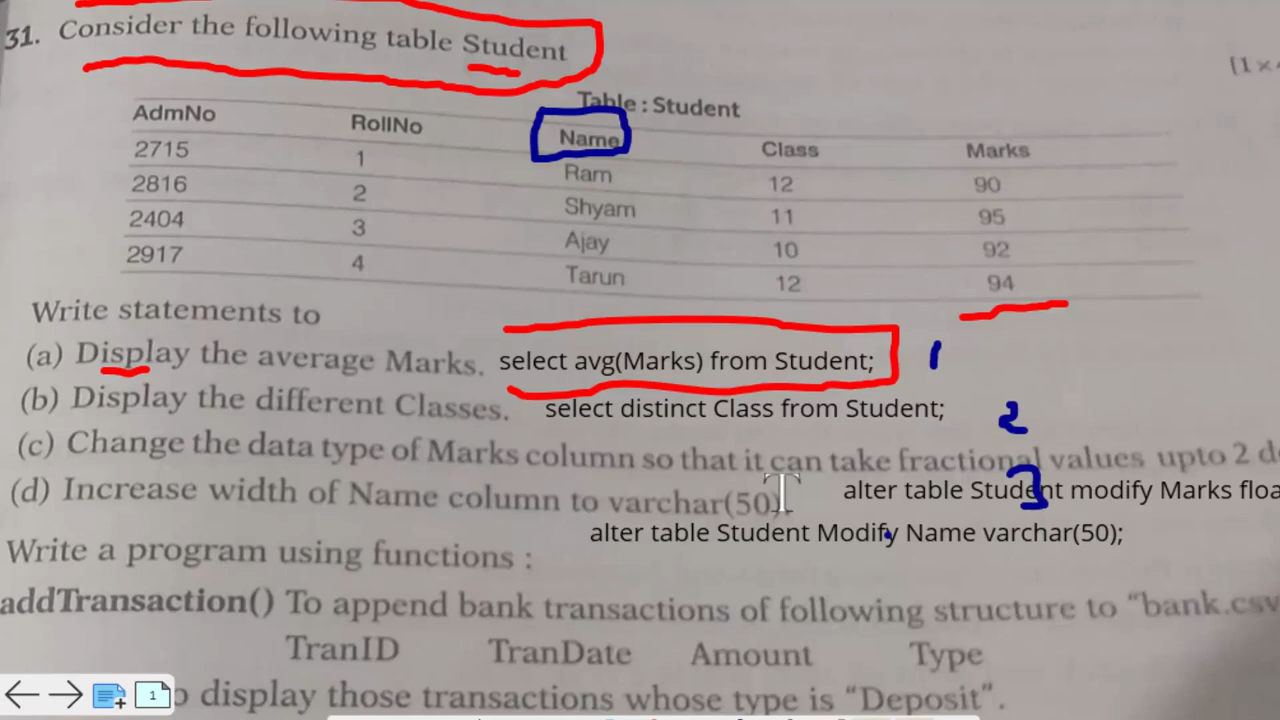 31. Consider the following table Student
[1×
Table : Student
AdmNo RollNo Name Class Marks
2715 1 Ram 12 90
2816 2 Shyam 11 95
2404 3 Ajay 10 92
2917 4 Tarun 12 94
Write statements to
(a) Display the average Marks. select avg(Marks) from Student; 1
(b) Display the different Classes. select distinct Class from Student; 2
(c) Change the data type of Marks column so that it can take fractional values upto 2 d
alter table Student modify Marks floa
3
(d) Increase width of Name column to varchar(50).
alter table Student Modify Name varchar(50);
Write a program using functions :
addTransaction() To append bank transactions of following structure to “bank.csv
TranID TranDate Amount Type
display those transactions whose type is “Deposit”.
1